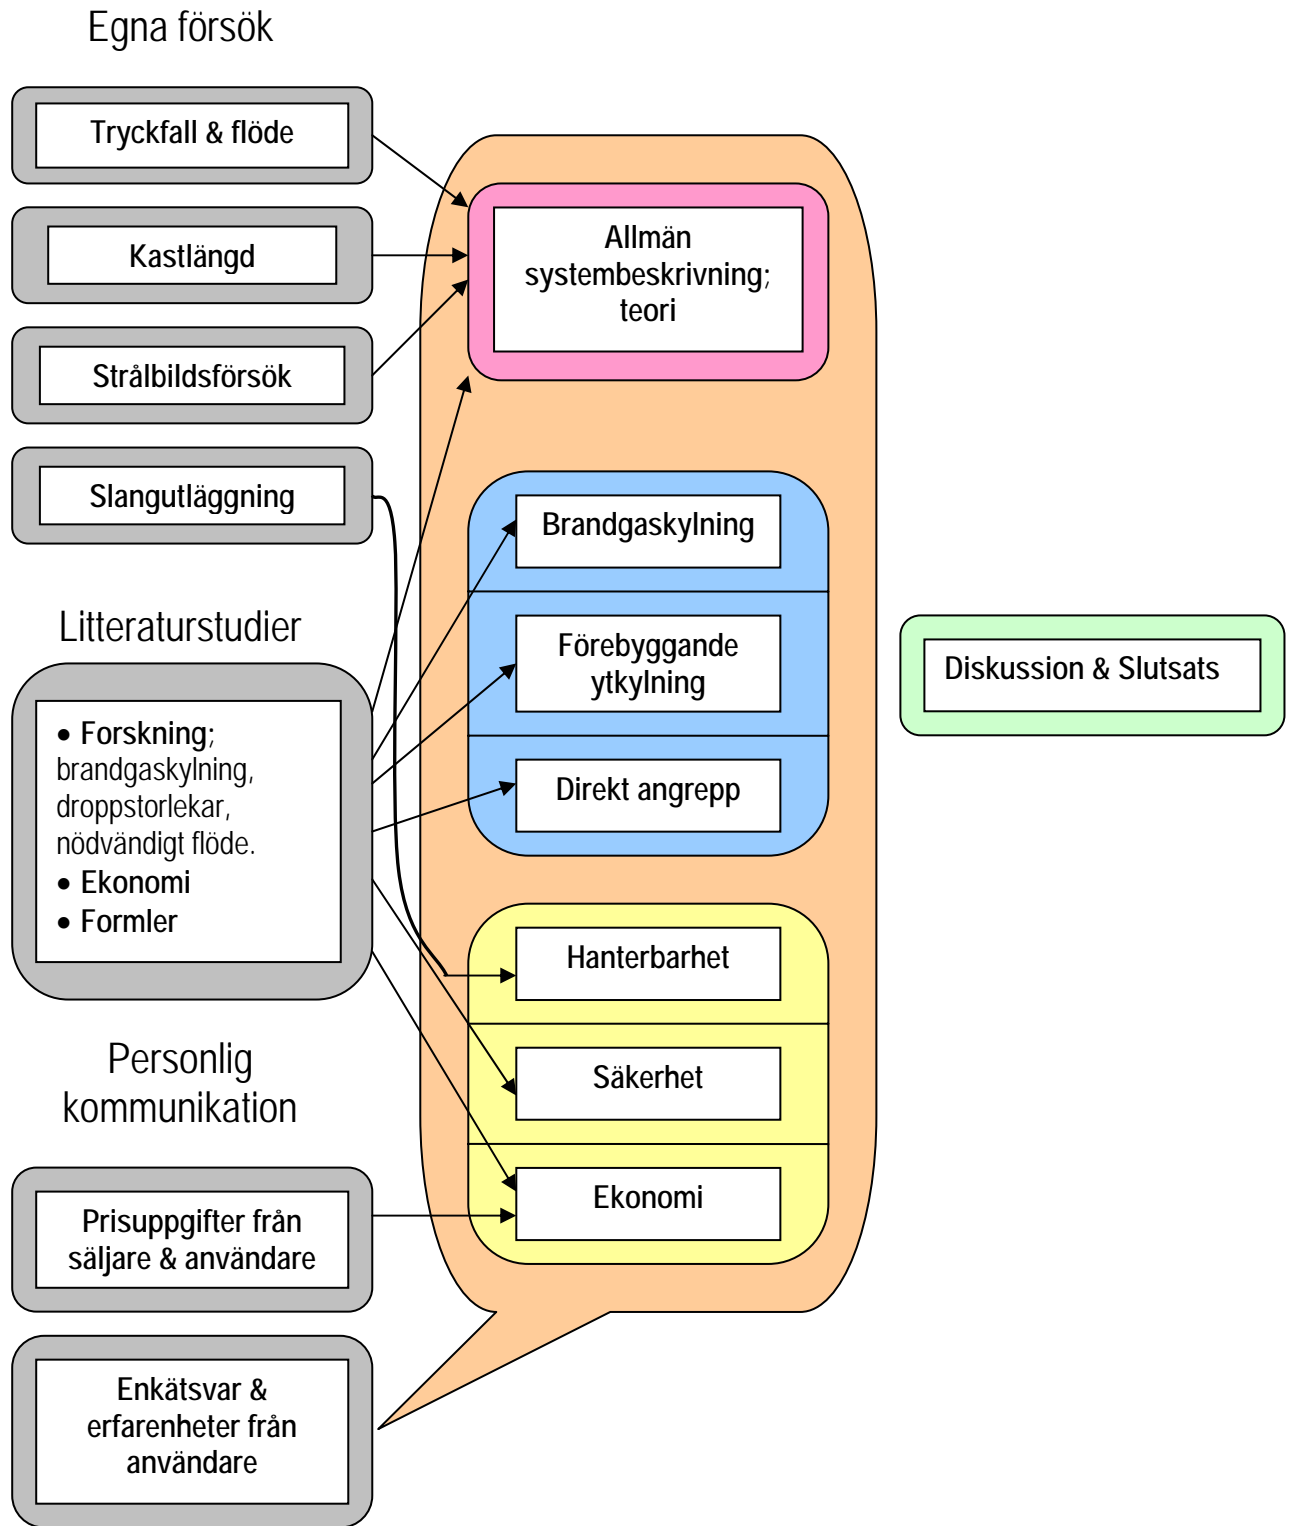 Egna försök
Tryckfall & flöde
Kastlängd
Strålbildsförsök
Slangutläggning
Litteraturstudier
• Forskning;
brandgaskylning,
droppstorlekar,
nödvändigt flöde.
• Ekonomi
• Formler
Personlig
kommunikation
Prisuppgifter från
säljare & användare
Enkätsvar &
erfarenheter från
användare
Allmän
systembeskrivning;
teori
Brandgaskylning
Förebyggande
ytkylning
Direkt angrepp
Hanterbarhet
Säkerhet
Ekonomi
Diskussion & Slutsats